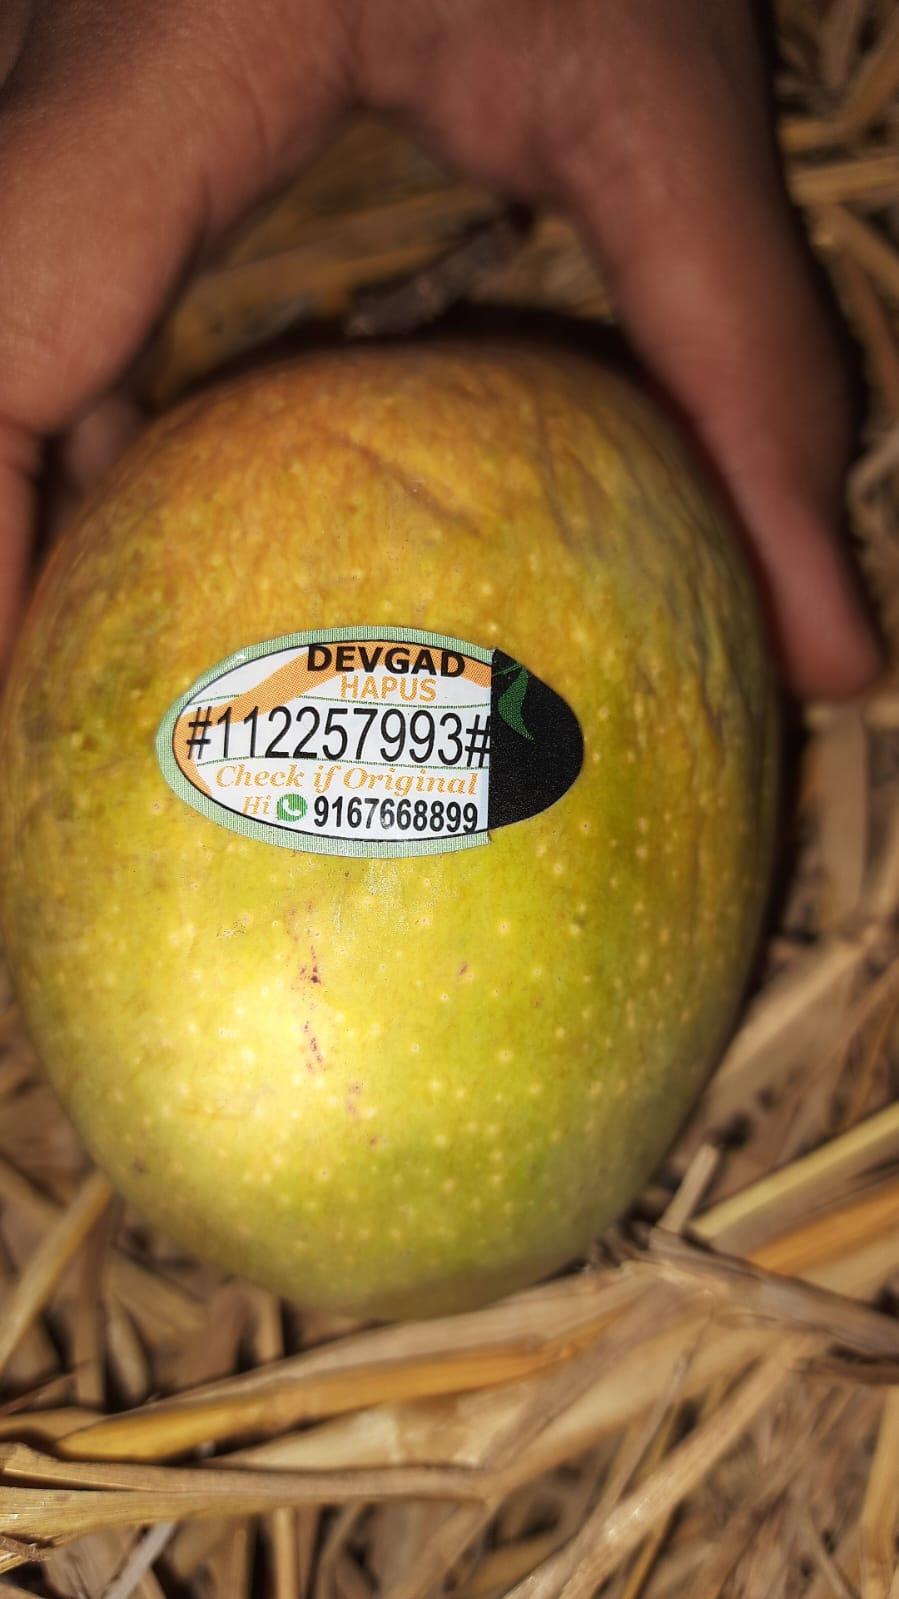 DEVGAD
HAPUS
#112257993#
Check if Original
Hi 9167668899